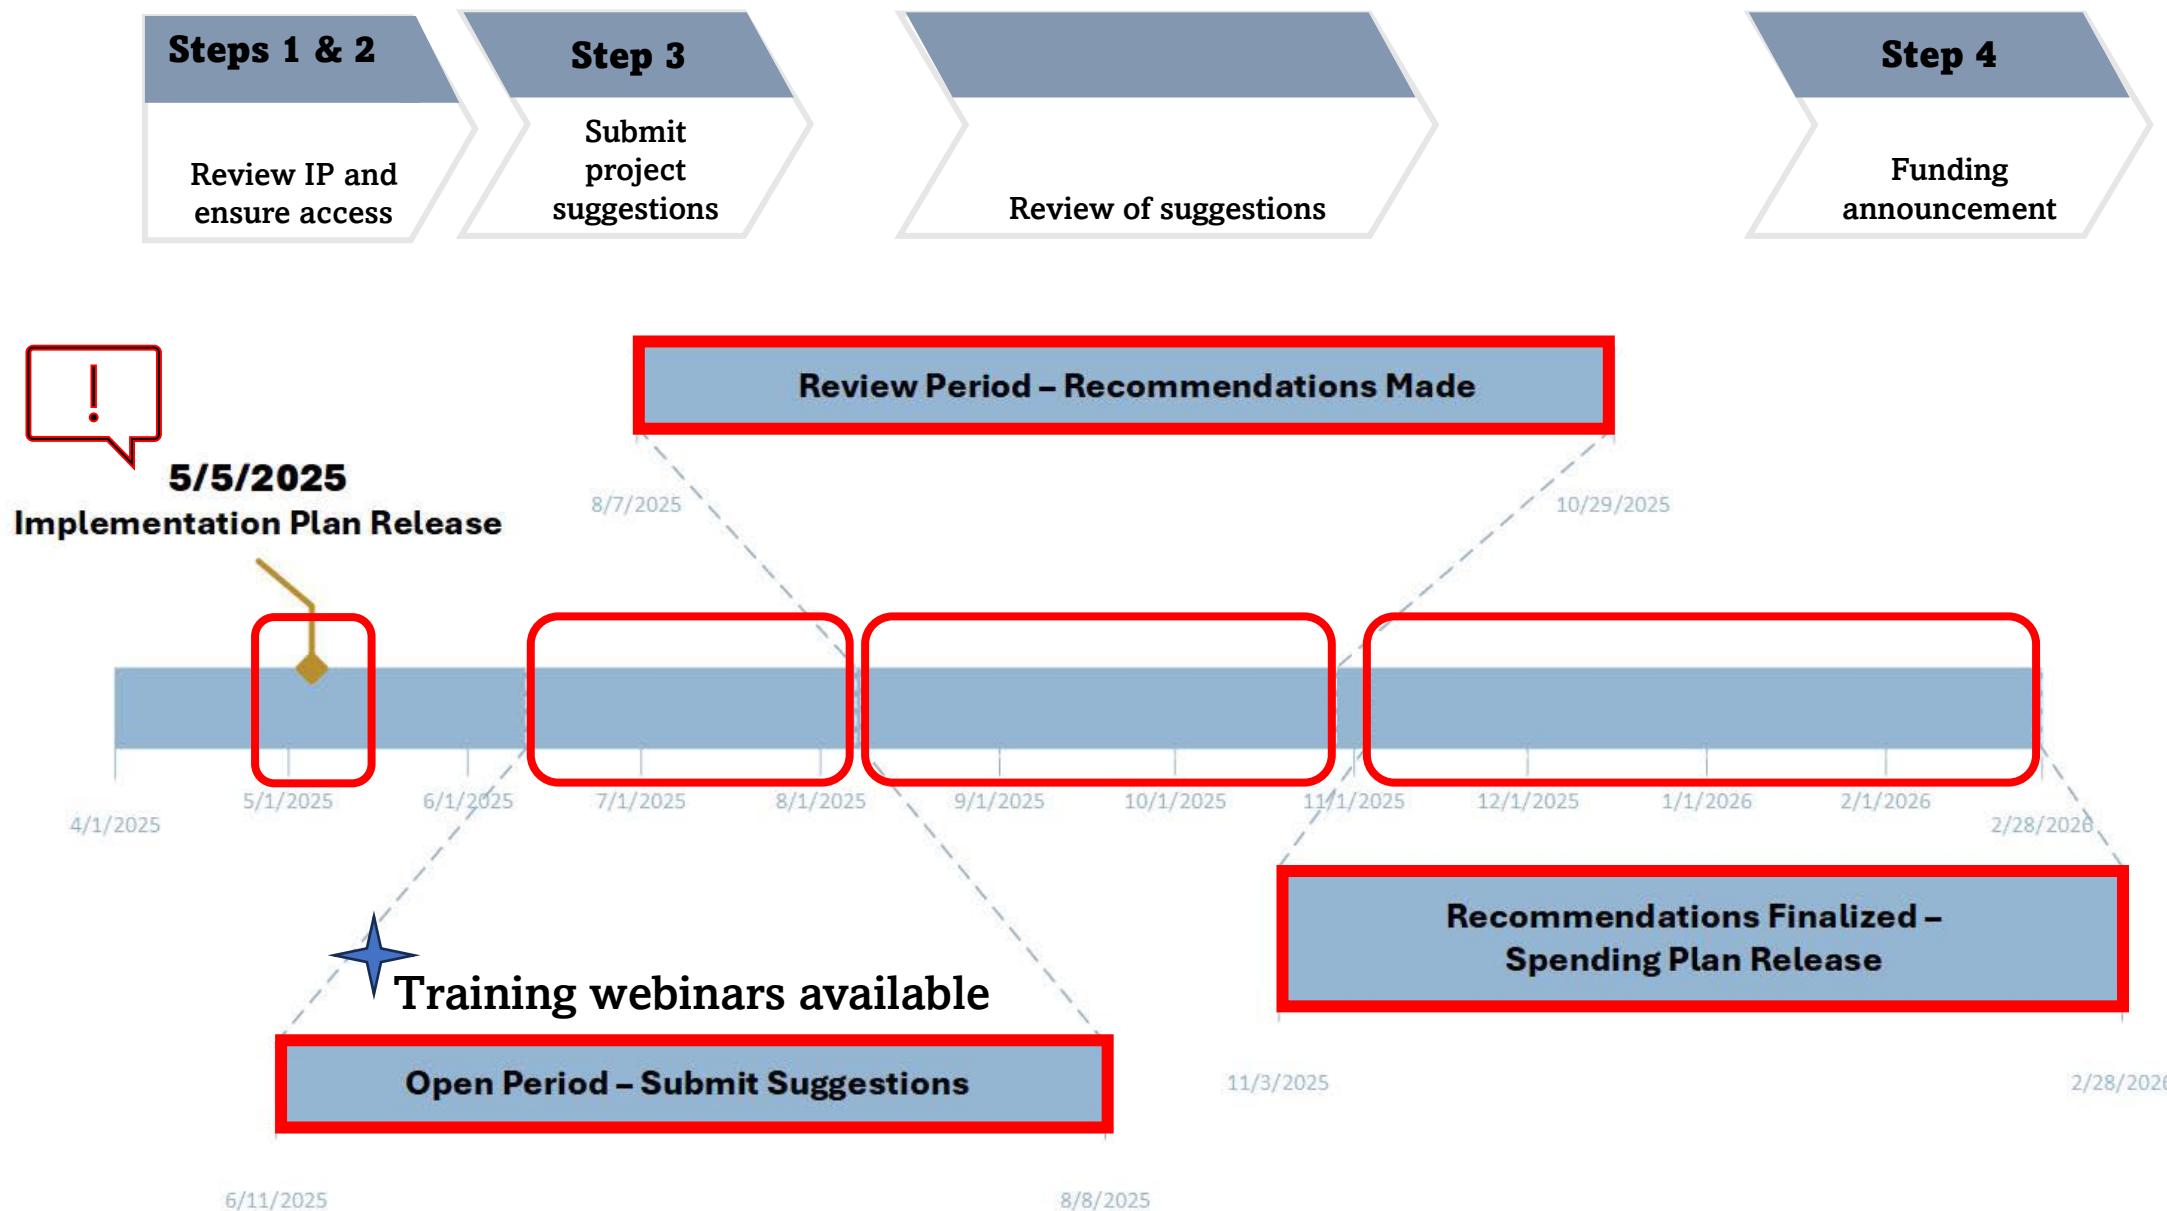 Steps 1 & 2
Review IP and
ensure access
Step 3
Submit
project
suggestions
Review of suggestions
Step 4
Funding
announcement
!
5/5/2025
Implementation Plan Release
Review Period – Recommendations Made
8/7/2025
10/29/2025
4/1/2025
5/1/2025
6/1/2025
7/1/2025
8/1/2025
9/1/2025
10/1/2025
11/1/2025
12/1/2025
1/1/2026
2/1/2026
2/28/2026
Training webinars available
Open Period – Submit Suggestions
6/11/2025
8/8/2025
Recommendations Finalized –
Spending Plan Release
11/3/2025
2/28/2026